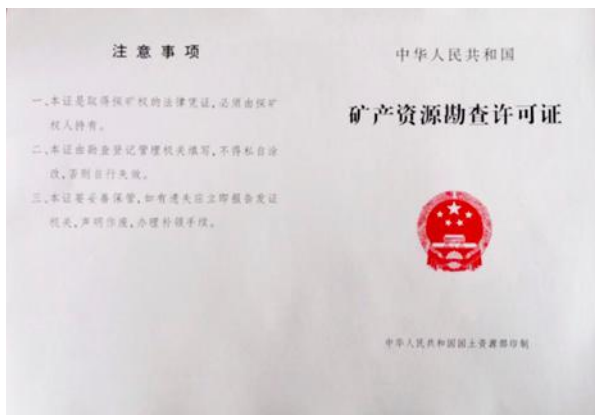 注意事项
一、本证是取得探矿权的法律凭证,必须由探矿
权人持有。
二、本证由勘查登记管理机关填写,不得私自涂
改,否则自行失效。
三、本证要妥善保管,如有遗失应立即报告发证
机关,声明作废,办理补领手续。
中华人民共和国
矿产资源勘查许可证
中华人民共和国国土资源部印制